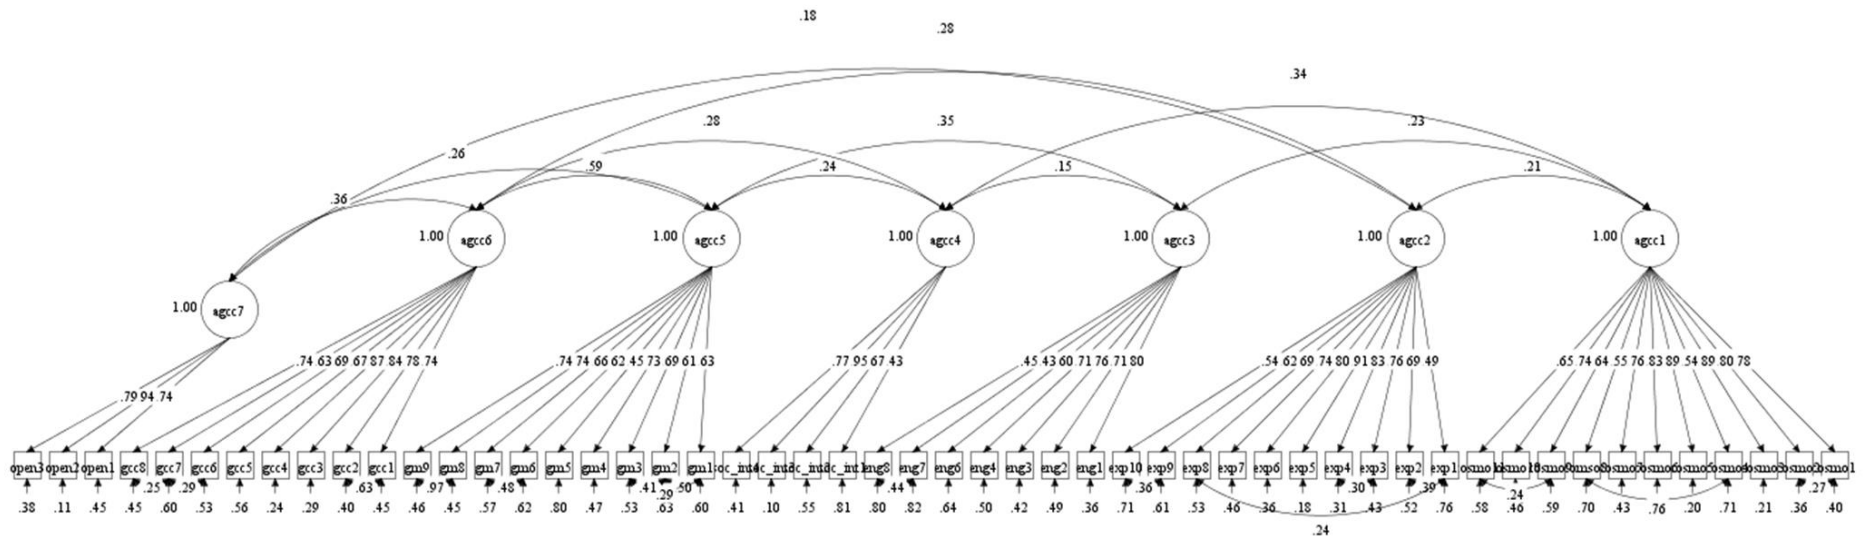 .18
.28
.34
.28 .35 .23
.26
.59 .24 .15 .21
.36
1.00 agcc6 1.00 agcc5 1.00 agcc4 1.00 agcc3 1.00 agcc2 1.00 agcc1
1.00 agcc7
.74 63 69 67 87 84 78 74 .74 74 66 62 45 73 69 61 63 .77 95 67 43 .45 43 60 .71 76 71 80 .54 62 69 74 80 91 83 76 69 49 .65 74 64 .55 76 83 89 54 89 80 78
.79 94 .74
open3 open2 open1 gcc8 gcc7 gcc6 gcc5 gcc4 gcc3 gcc2 gcc1 gm9 gm8 gm7 gm6 gm5 gm4 gm3 gm2 gm1 eng8 eng7 eng6 eng4 eng3 eng2 eng1 exp10 exp9 exp8 exp7 exp6 exp5 exp4 exp3 exp2 exp1
.25 .29 .63 .97 .48 .41 .29 .50 .44 .36 .30 .39 .24 .27
.38 .11 .45 .45 .60 .53 .56 .24 .29 .40 .45 .46 .45 .57 .62 .80 .47 .53 .63 .60 .41 .10 .55 .81 .80 .82 .64 .50 .42 .49 .36 .71 .61 .53 .46 .36 .18 .31 .43 .52 .76 .58 .46 .59 .70 .43 .76 .20 .71 .21 .36 .40
.24